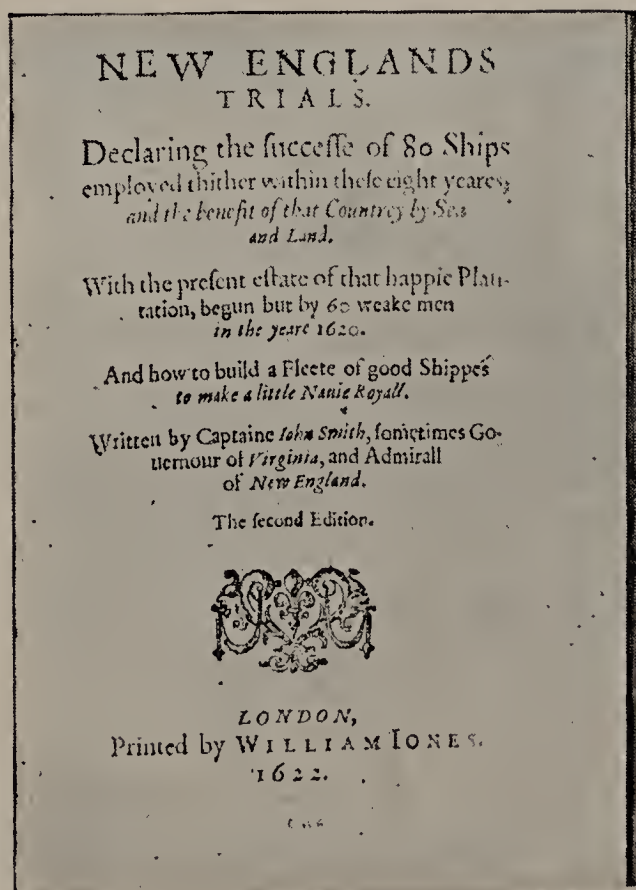 NEW ENGLANDS
TRIALS.
Declaring the ſucceſſe of 80 Ships
employed thither within theſe eight yeares;
and the benefit of that Countrey by Sea
and Land.
With the preſent eſtate of that happie Plan-
tation, begun but by 60 weake men
in the yeare 1620.
And how to build a Fleete of good Shippes
to make a little Nauie Royall.
Written by Captaine Iohn Smith, ſometimes Go-
uernour of Virginia, and Admirall
of New England.
The ſecond Edition.
LONDON,
Printed by WILLIAM IONES.
1622.